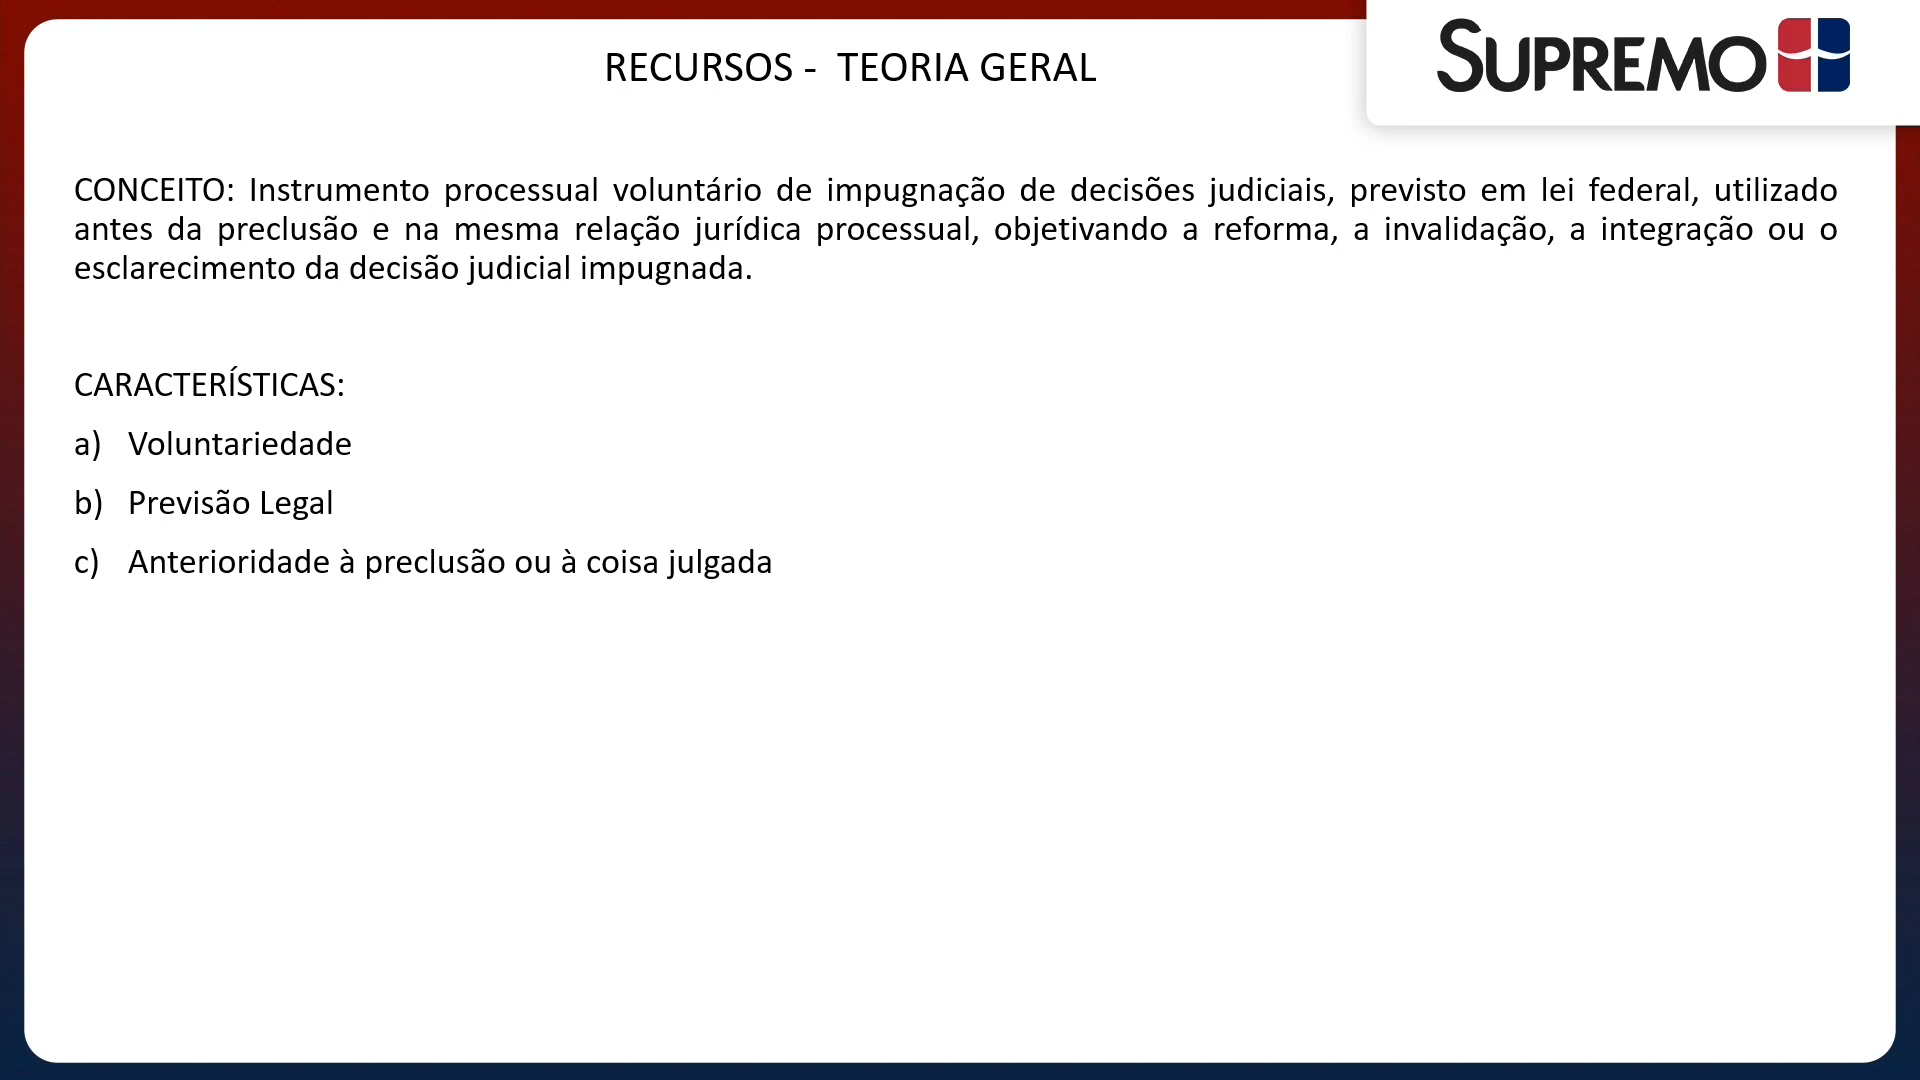 RECURSOS - TEORIA GERAL
SUPREMO
CONCEITO: Instrumento processual voluntário de impugnação de decisões judiciais, previsto em lei federal, utilizado
antes da preclusão e na mesma relação jurídica processual, objetivando a reforma, a invalidação, a integração ou o
esclarecimento da decisão judicial impugnada.
CARACTERÍSTICAS:
a) Voluntariedade
b) Previsão Legal
c) Anterioridade à preclusão ou à coisa julgada